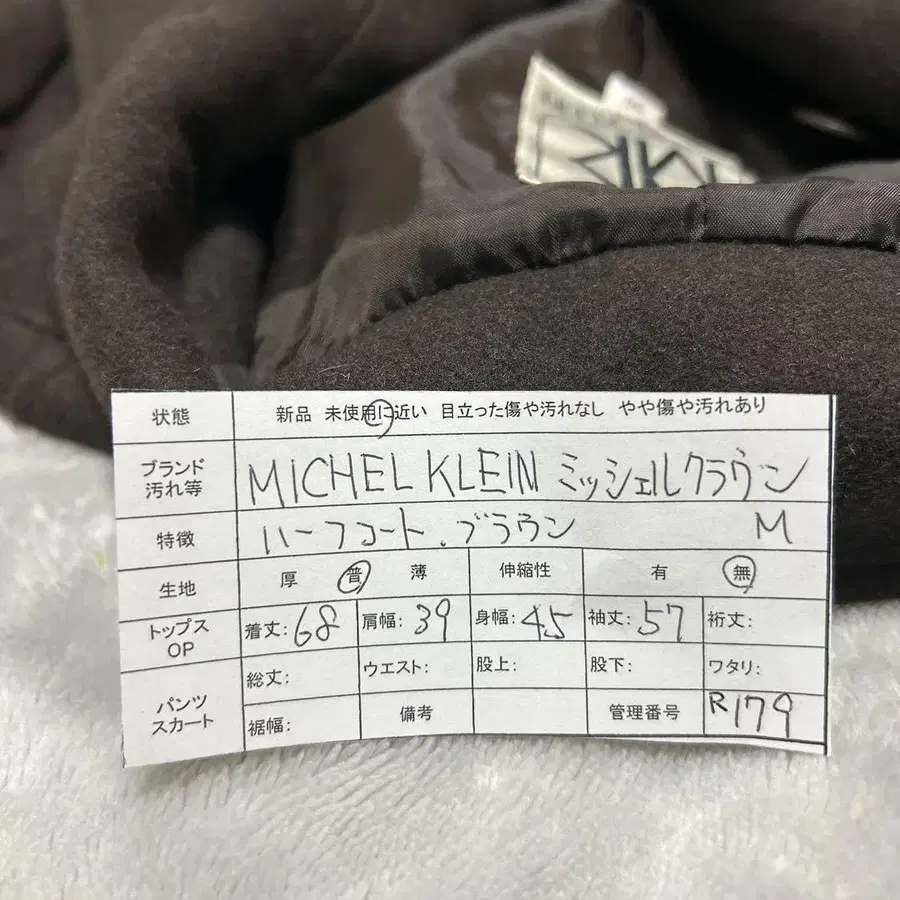 状態 新品 未使用に近い 目立った傷や汚れなし やや傷や汚れあり
ブランド 汚れ等 MICHEL KLEIN ミッシェルクラウン
特徴 ハーフコート.ブラウン M
生地 厚 普 薄 伸縮性 有 無
トップス OP 着丈:68 肩幅:39 身幅:45 袖丈:57 裄丈:
パンツ スカート 総丈: ウエスト: 股上: 股下: ワタリ:
裾幅: 備考 管理番号 R179